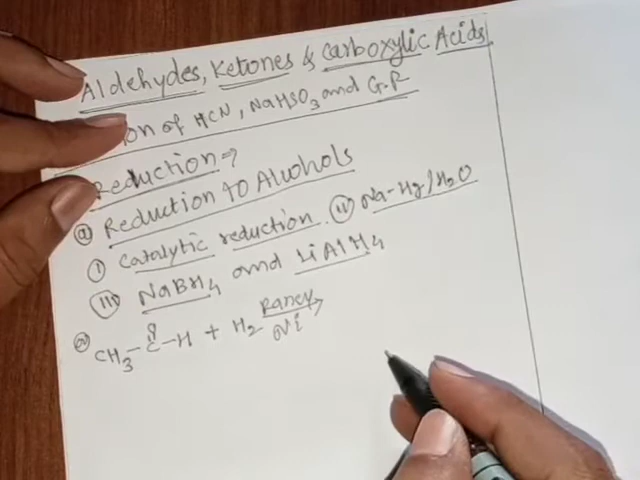 Aldehydes, Ketones & Carboxylic Acids
ion of HCN, NaHSO3 and G.R
Reduction ⇒
(a) Reduction to Alcohols
(i) Catalytic reduction. (ii) Na-Hg/H2O
(iii) NaBH4 and LiAlH4
O
CH3-C-H + H2 Raney
Ni